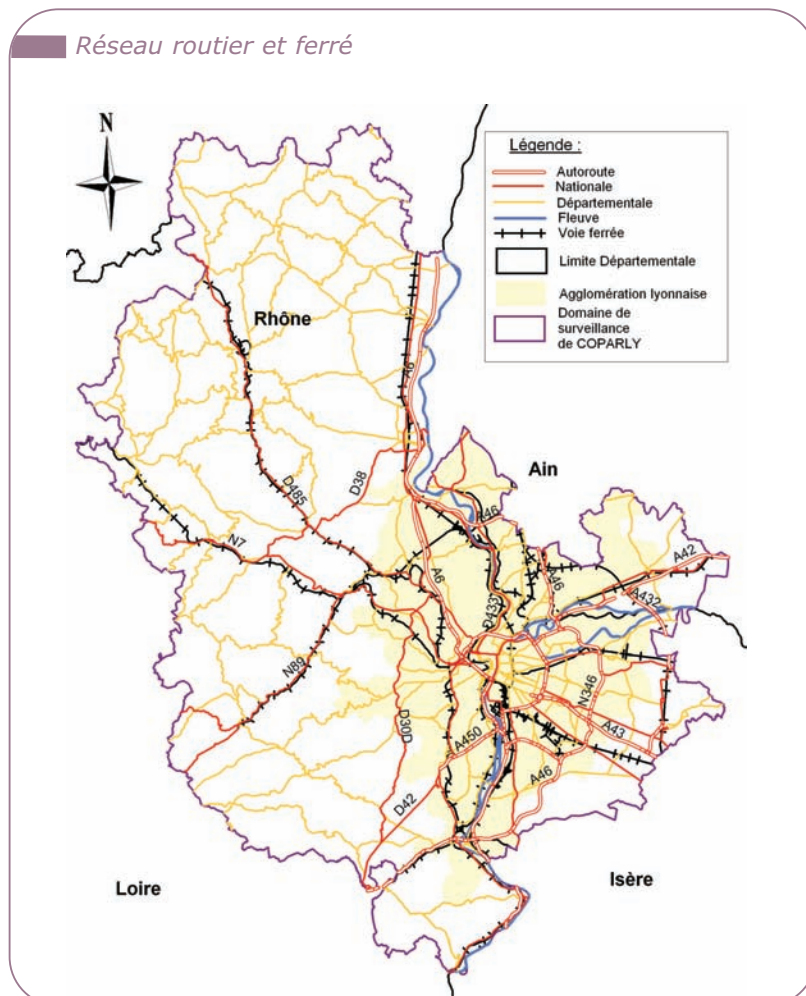 Réseau routier et ferré
N
Légende :
Autoroute
Nationale
Départementale
Fleuve
Voie ferrée
Limite Départementale
Agglomération lyonnaise
Domaine de
surveillance
de COPARLY
Rhône
A6
Ain
D38
D485
N7
A46
A46
A42
A432
A6
D433
N89
D30D
N346
A43
A450
A46
D42
Loire
Isère